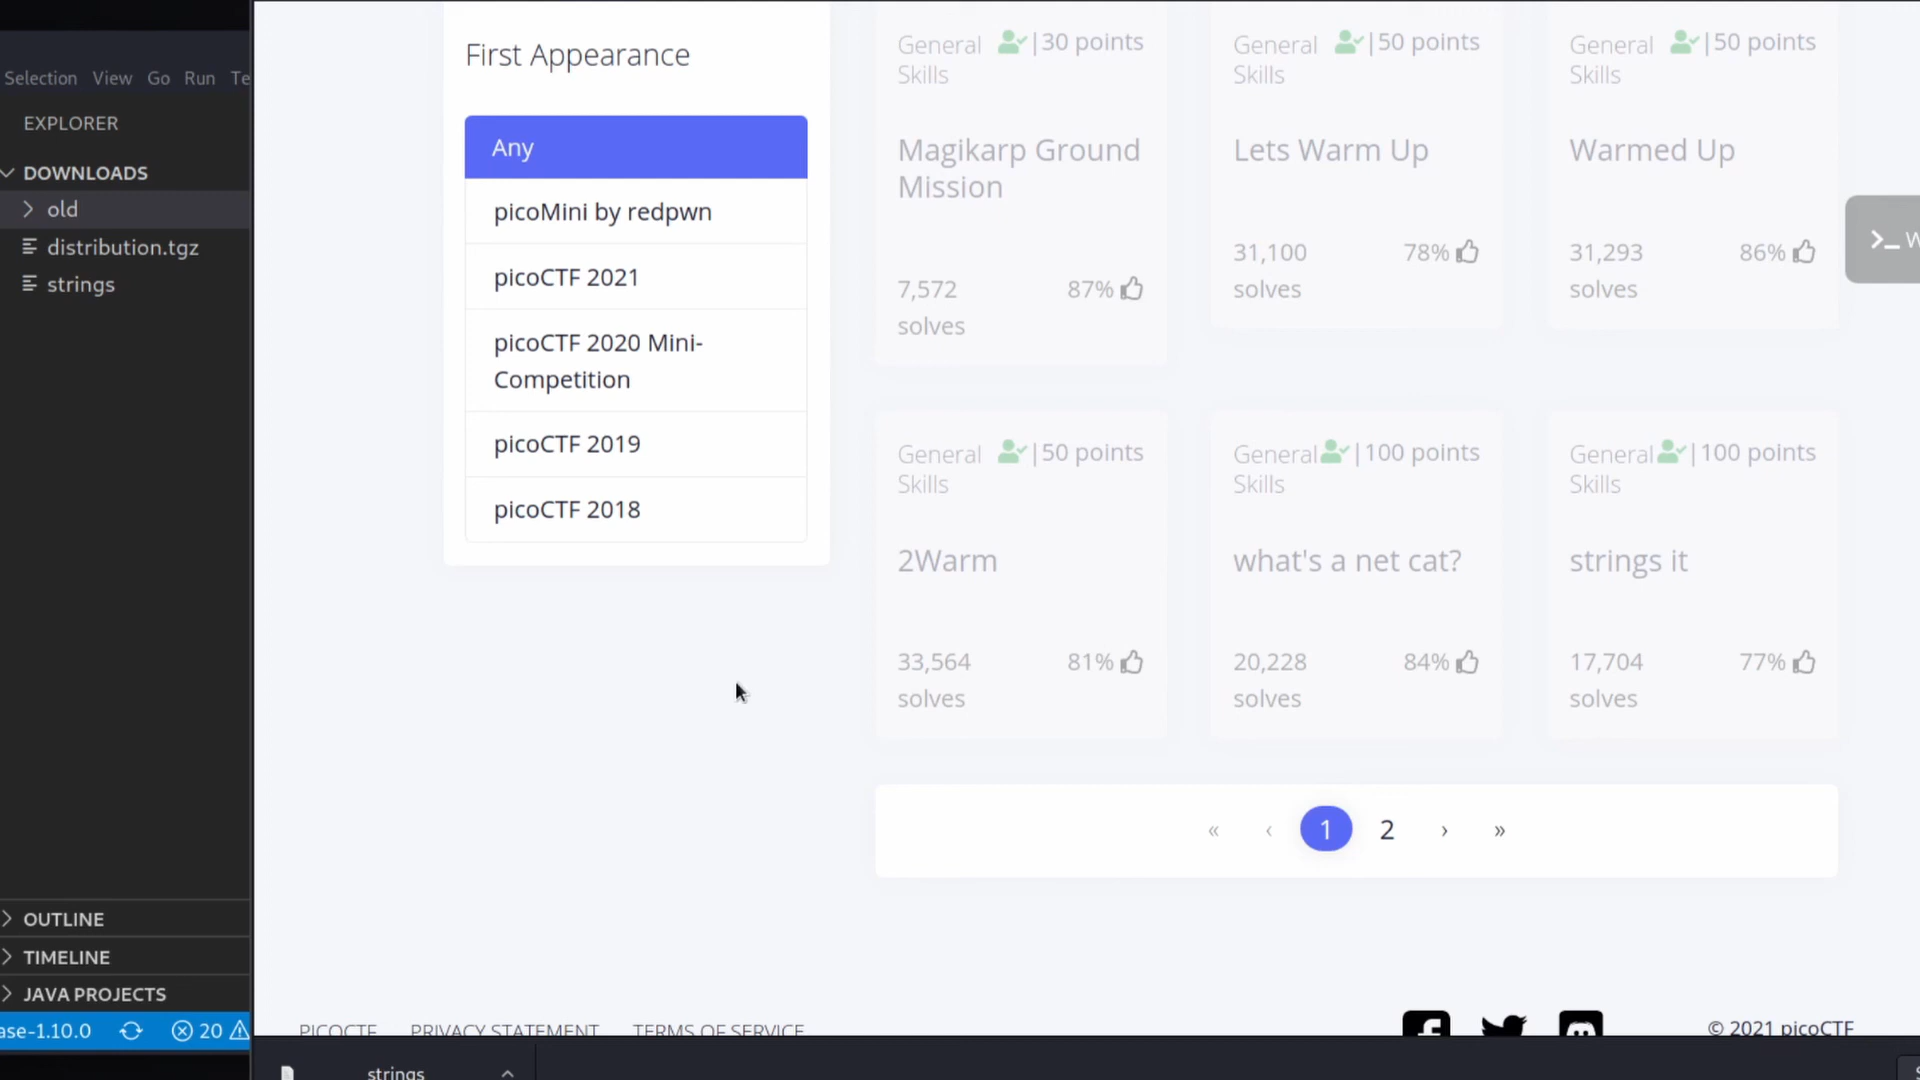 Selection View Go Run Te
EXPLORER
DOWNLOADS
old
distribution.tgz
strings
OUTLINE
TIMELINE
JAVA PROJECTS
ase-1.10.0
20
First Appearance
Any
picoMini by redpwn
picoCTF 2021
picoCTF 2020 Mini-
Competition
picoCTF 2019
picoCTF 2018
General
Skills
|30 points
Magikarp Ground
Mission
7,572
solves
87%
General
Skills
|50 points
Lets Warm Up
31,100
solves
78%
General
Skills
|50 points
Warmed Up
31,293
solves
86%
General
Skills
|50 points
2Warm
33,564
solves
81%
General
Skills
|100 points
what's a net cat?
20,228
solves
84%
General
Skills
|100 points
strings it
17,704
solves
77%
« ‹ 1 2 › »
PICOCTF PRIVACY STATEMENT TERMS OF SERVICE
© 2021 picoCTF
strings